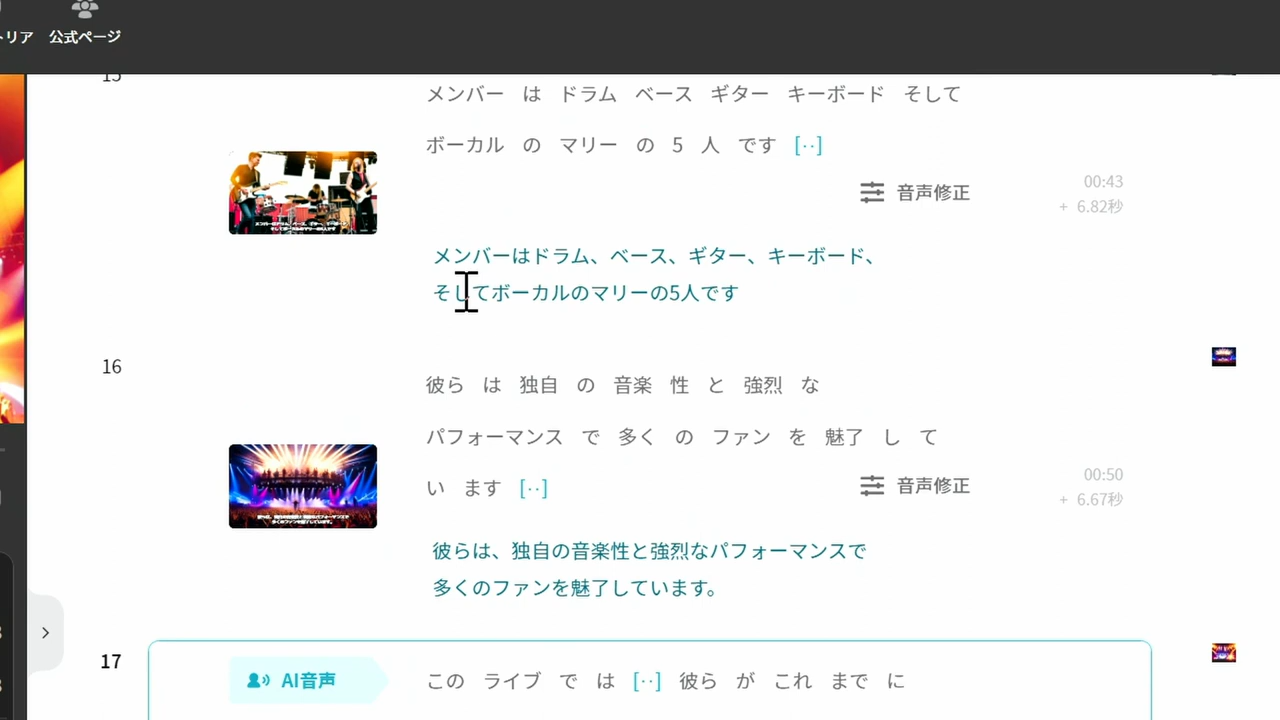 トリア 公式ページ
15
メンバー は ドラム ベース ギター キーボード そして
ボーカル の マリー の 5 人 です [··]
音声修正
00:43
+ 6.82秒
メンバーはドラム、ベース、ギター、キーボード、
そしてボーカルのマリーの5人です
16
彼ら は 独自 の 音楽 性 と 強烈 な
パフォーマンス で 多く の ファン を 魅了 し て
い ます [··]
音声修正
00:50
+ 6.67秒
彼らは、独自の音楽性と強烈なパフォーマンスで
多くのファンを魅了しています。
17
AI音声
この ライブ で は [··] 彼ら が これ まで に